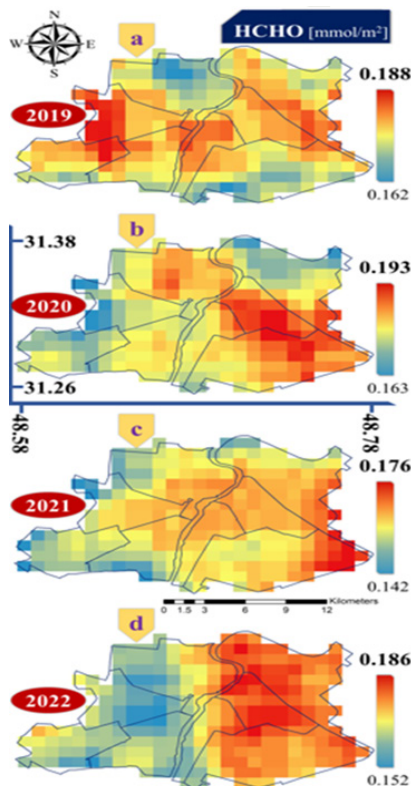 HCHO [mmol/m²]
N
W E
S
a
0.188
2019
0.162
b
31.38
0.193
2020
0.163
31.26
48.58
48.78
c
0.176
2021
0.142
Kilometers
0 1.5 3 6 9 12
d
0.186
2022
0.152